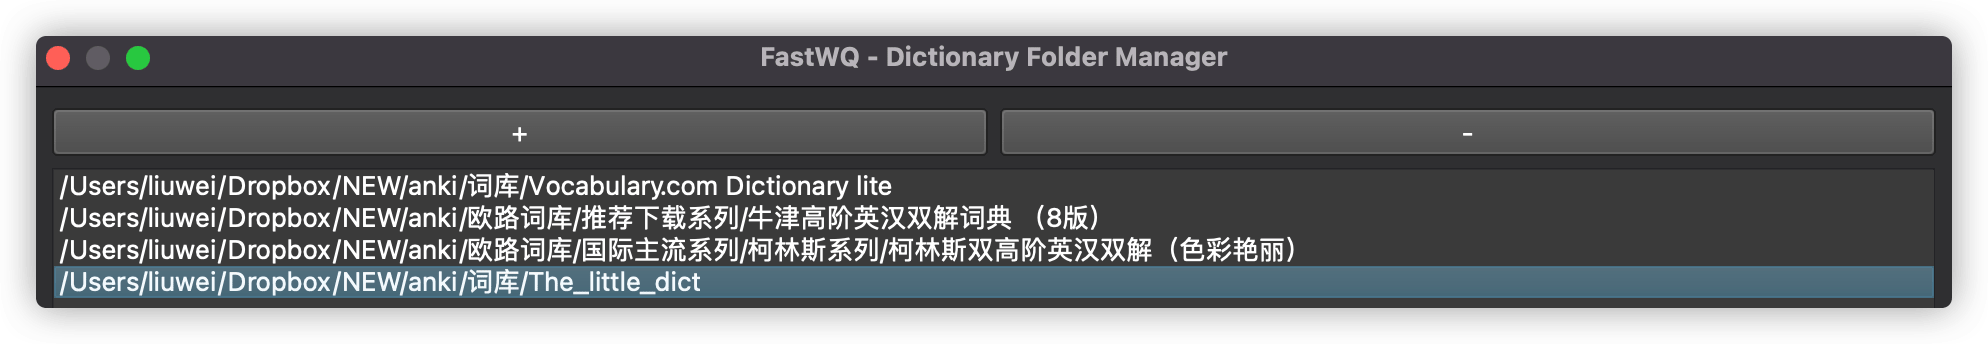 FastWQ - Dictionary Folder Manager
+
-
/Users/liuwei/Dropbox/NEW/anki/词库/Vocabulary.com Dictionary lite
/Users/liuwei/Dropbox/NEW/anki/欧路词库/推荐下载系列/牛津高阶英汉双解词典 （8版）
/Users/liuwei/Dropbox/NEW/anki/欧路词库/国际主流系列/柯林斯系列/柯林斯双高阶英汉双解（色彩艳丽）
/Users/liuwei/Dropbox/NEW/anki/词库/The_little_dict